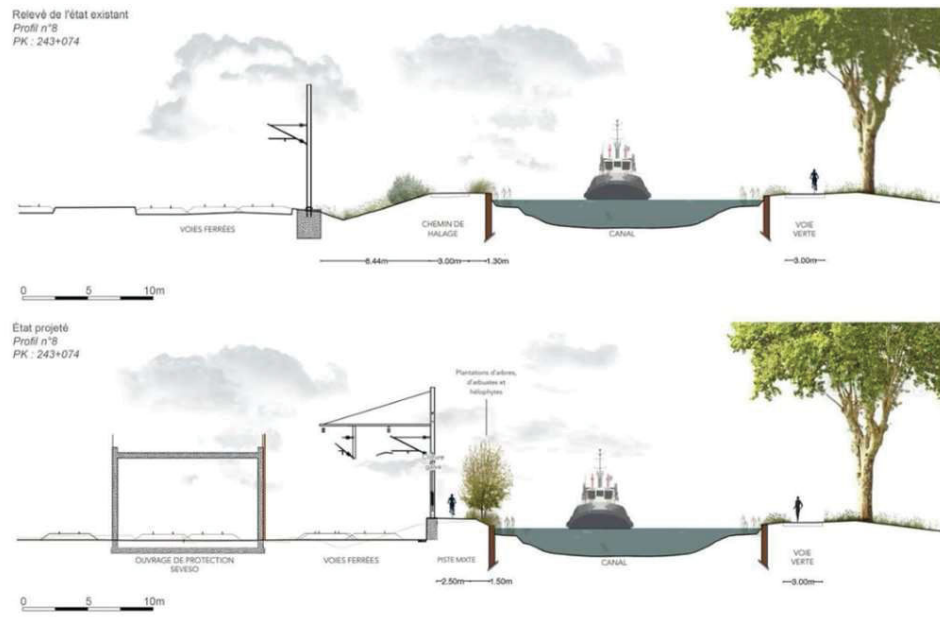 Relevé de l'état existant
Profil n°8
PK : 243+074
VOIES FERRÉES
CHEMIN DE
HALAGE
CANAL
VOIE
VERTE
6.44m
3.00m
1.30m
3.00m
0 5 10m
État projeté
Profil n°8
PK : 243+074
Plantations d'arbres,
d'arbustes et
hélophytes
OUVRAGE DE PROTECTION
SEVESO
VOIES FERRÉES
PISTE MIXTE
CANAL
VOIE
VERTE
2.50m
1.50m
3.00m
0 5 10m